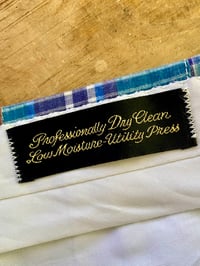 Professionally Dry Clean
Low Moisture-Utility Press